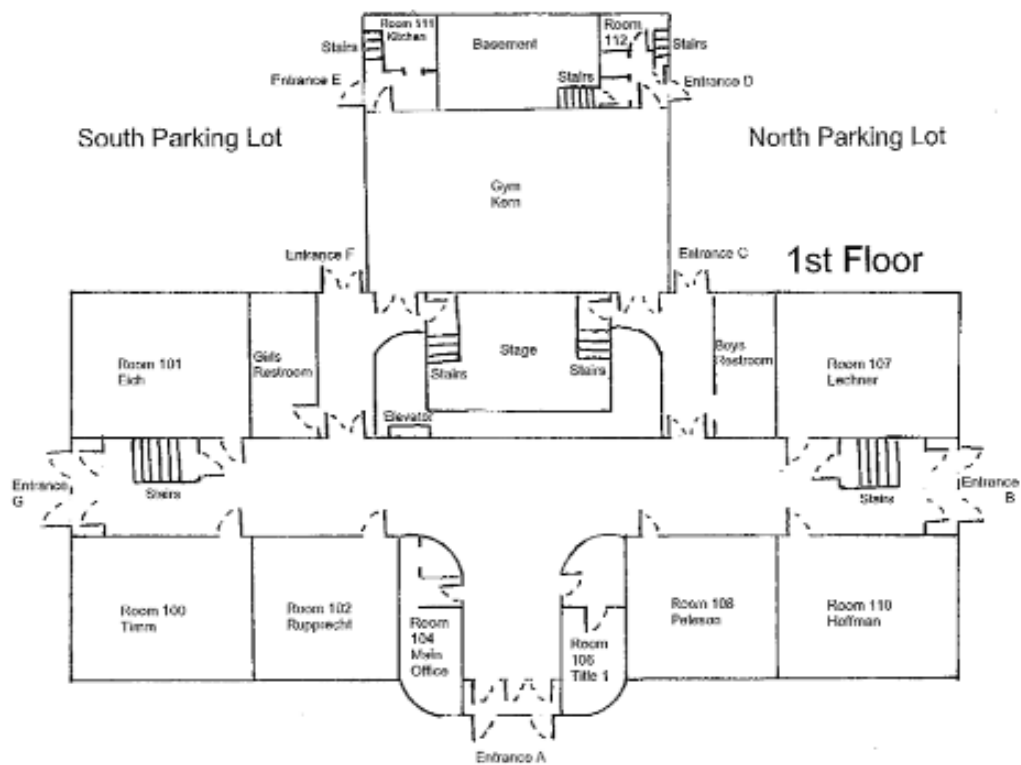 Room 111
Kitchen
Basement
Room
112
Stairs
Stairs
Stairs
Entrance E
Entrance D
South Parking Lot
North Parking Lot
Gym
Kern
Entrance F
Entrance C
1st Floor
Room 101
Eich
Girls
Restroom
Stage
Stairs
Stairs
Boys
Restroom
Room 107
Lechner
Elevator
Entrance
G
Stairs
Stairs
Entrance
B
Room 100
Timm
Room 102
Rupprecht
Room
104
Main
Office
Room
106
Title 1
Room 108
Room 110
Hoffman
Entrance A